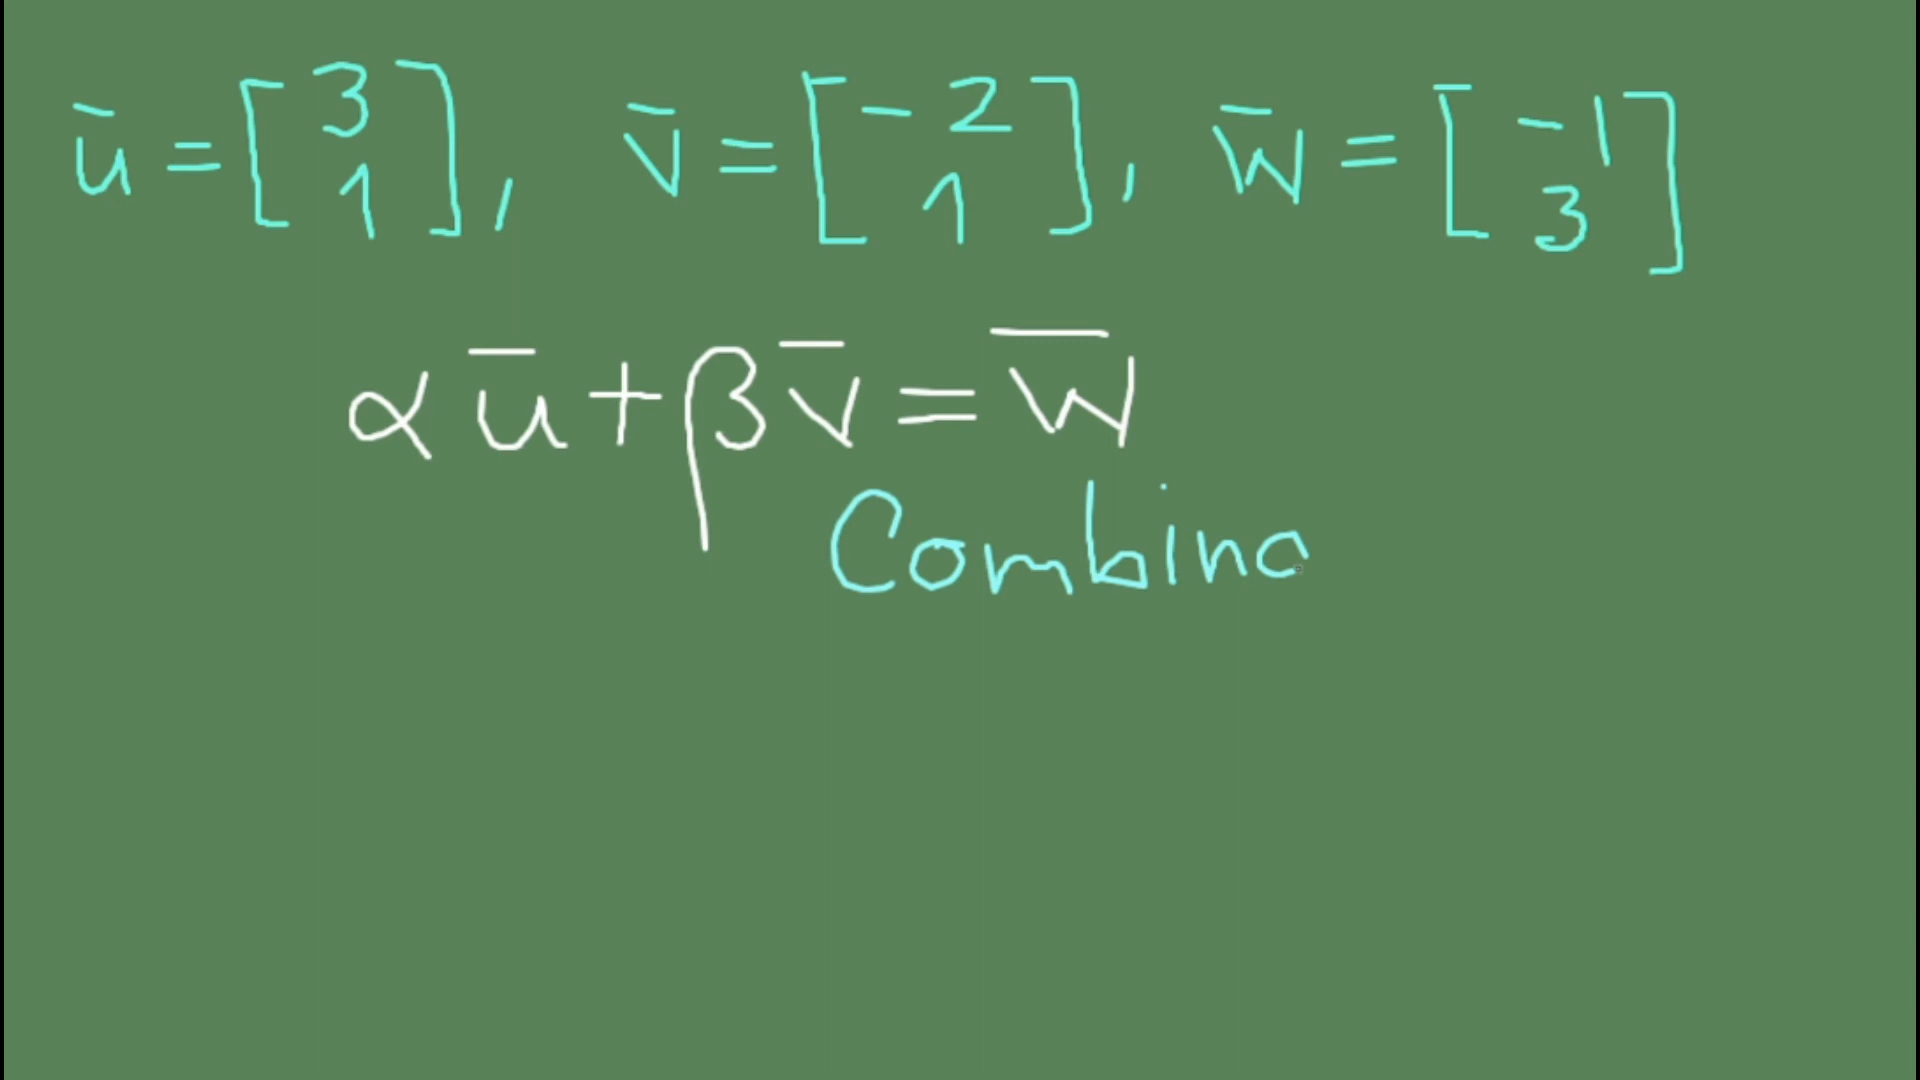 ū = [3 1], v̄ = [-2 1], w̄ = [-1 3]
αū + βv̄ = w̄
Combina